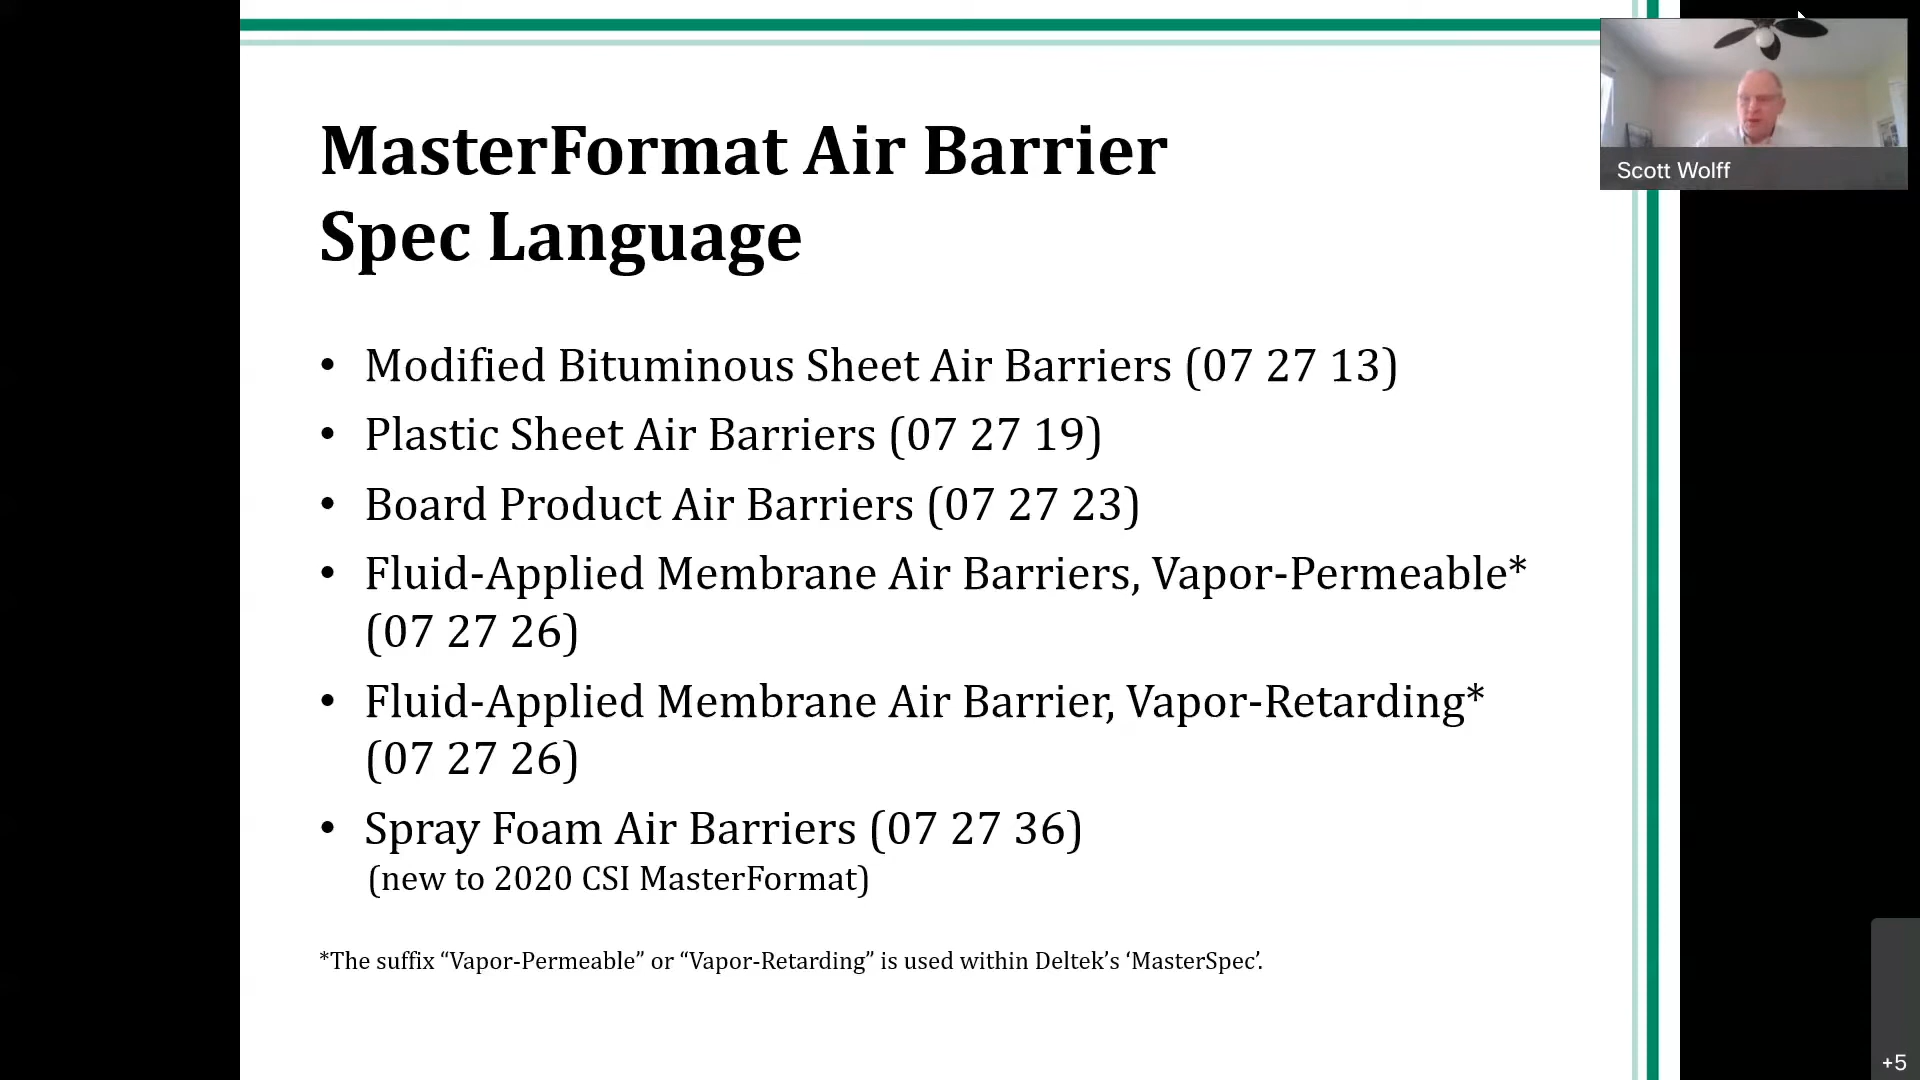 MasterFormat Air Barrier
Spec Language
• Modified Bituminous Sheet Air Barriers (07 27 13)
• Plastic Sheet Air Barriers (07 27 19)
• Board Product Air Barriers (07 27 23)
• Fluid-Applied Membrane Air Barriers, Vapor-Permeable*
(07 27 26)
• Fluid-Applied Membrane Air Barrier, Vapor-Retarding*
(07 27 26)
• Spray Foam Air Barriers (07 27 36)
(new to 2020 CSI MasterFormat)
*The suffix “Vapor-Permeable” or “Vapor-Retarding” is used within Deltek’s ‘MasterSpec’.
Scott Wolff
+5